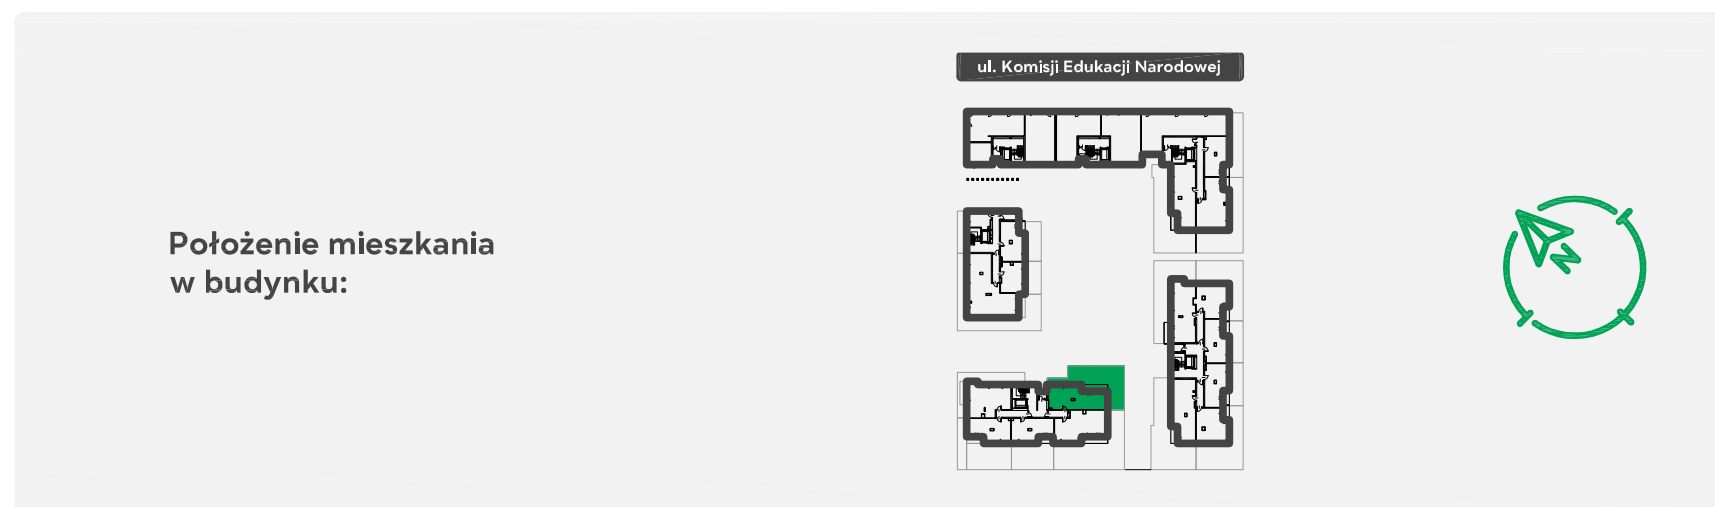 ul. Komisji Edukacji Narodowej
Położenie mieszkania
w budynku:
N